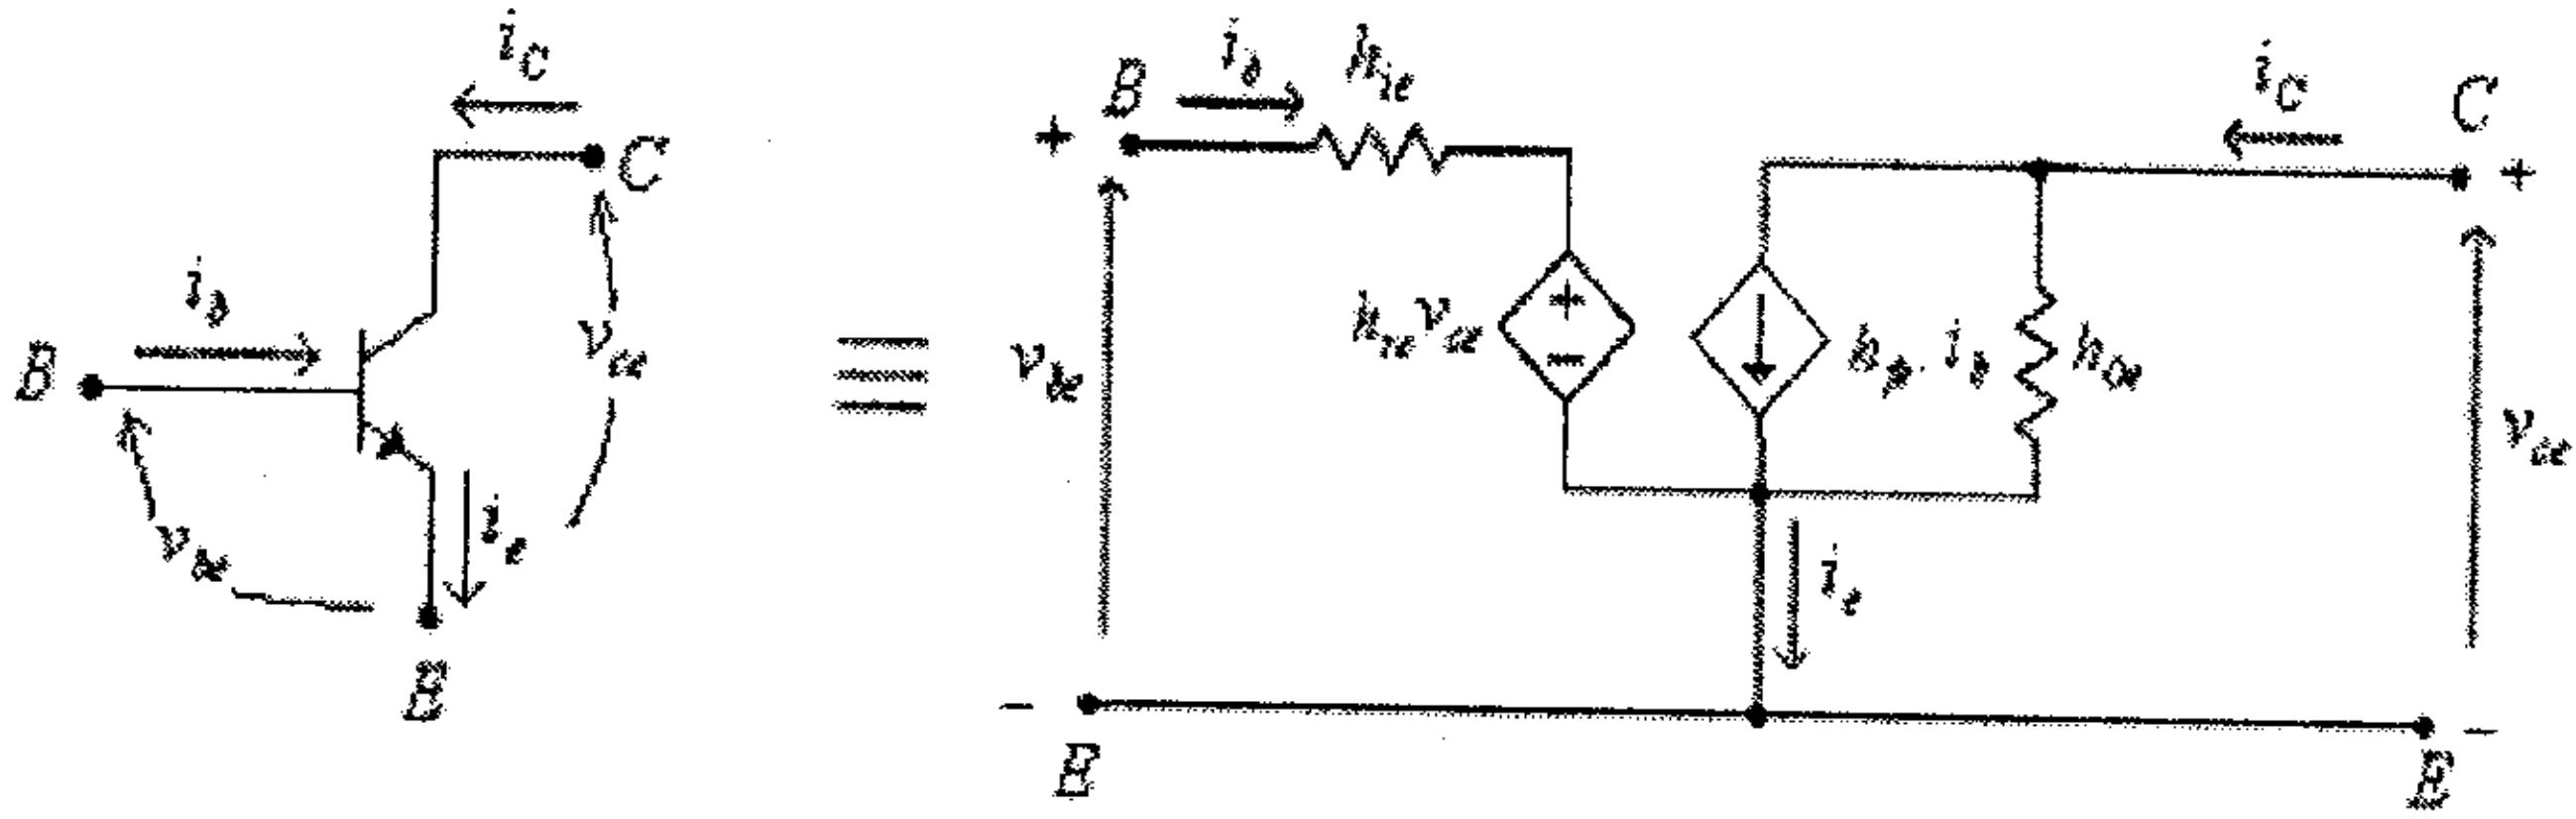 i_c
C
i_b
B
v_ce
v_be
i_e
E
B
i_b
h_ie
+
v_be
h_re v_ce
+
−
h_fe · i_b
h_oe
i_c
C
+
v_ce
i_e
−
E
−
E